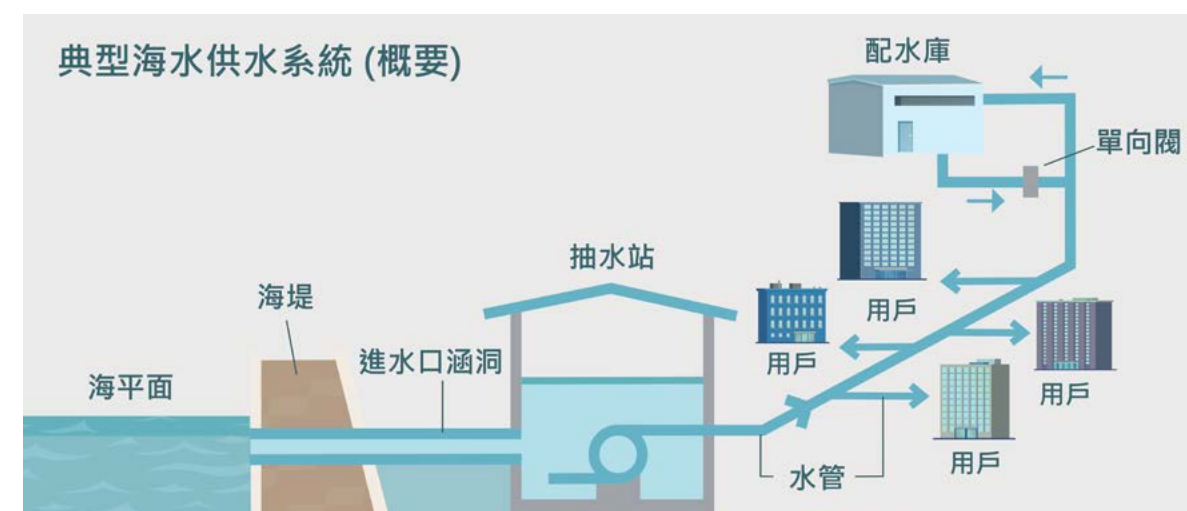 典型海水供水系統 (概要)
配水庫
單向閥
抽水站
海堤
用戶
進水口涵洞
用戶
海平面
用戶
用戶
水管